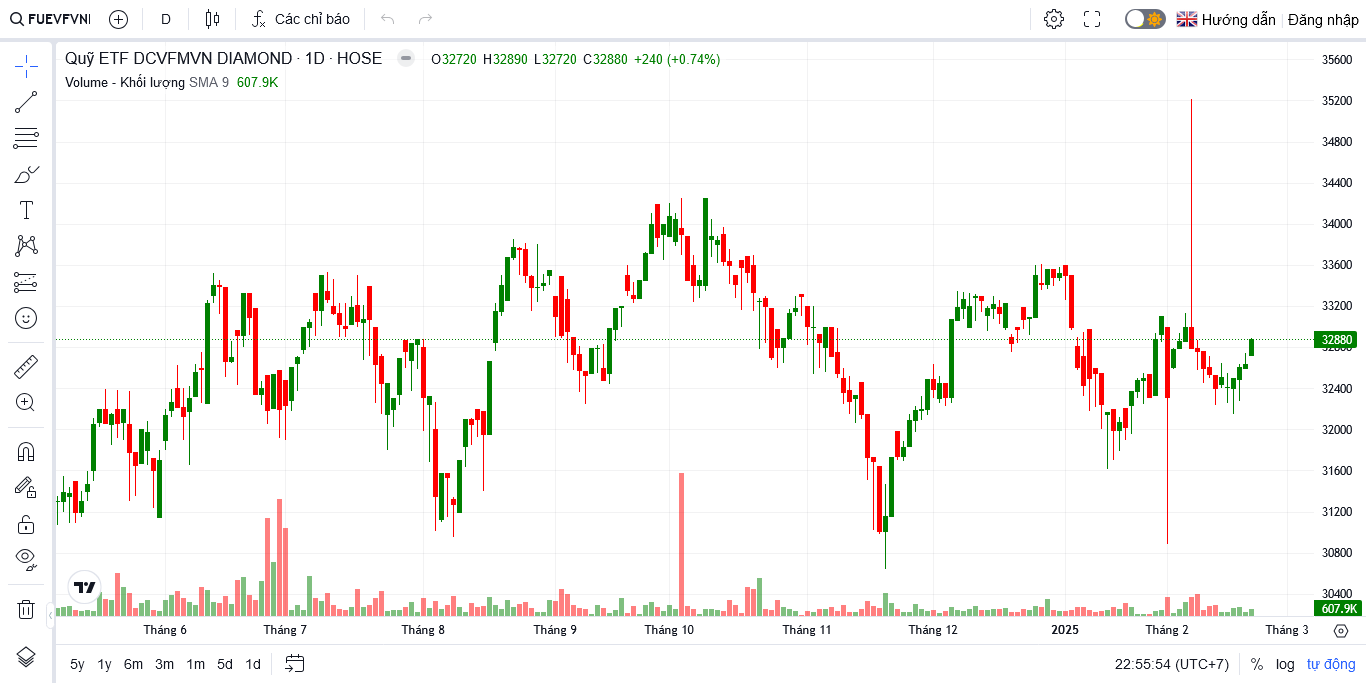 FUEVFVNI D Các chỉ báo Hướng dẫn Đăng nhập
Quỹ ETF DCVFMVN DIAMOND · 1D · HOSE O32720 H32890 L32720 C32880 +240 (+0.74%)
Volume - Khối lượng SMA 9 607.9K
35600
35200
34800
34400
34000
33600
33200
32880
32800
32400
32000
31600
31200
30800
30400
607.9K
Tháng 6 Tháng 7 Tháng 8 Tháng 9 Tháng 10 Tháng 11 Tháng 12 2025 Tháng 2 Tháng 3
5y 1y 6m 3m 1m 5d 1d 22:55:54 (UTC+7) % log tự động